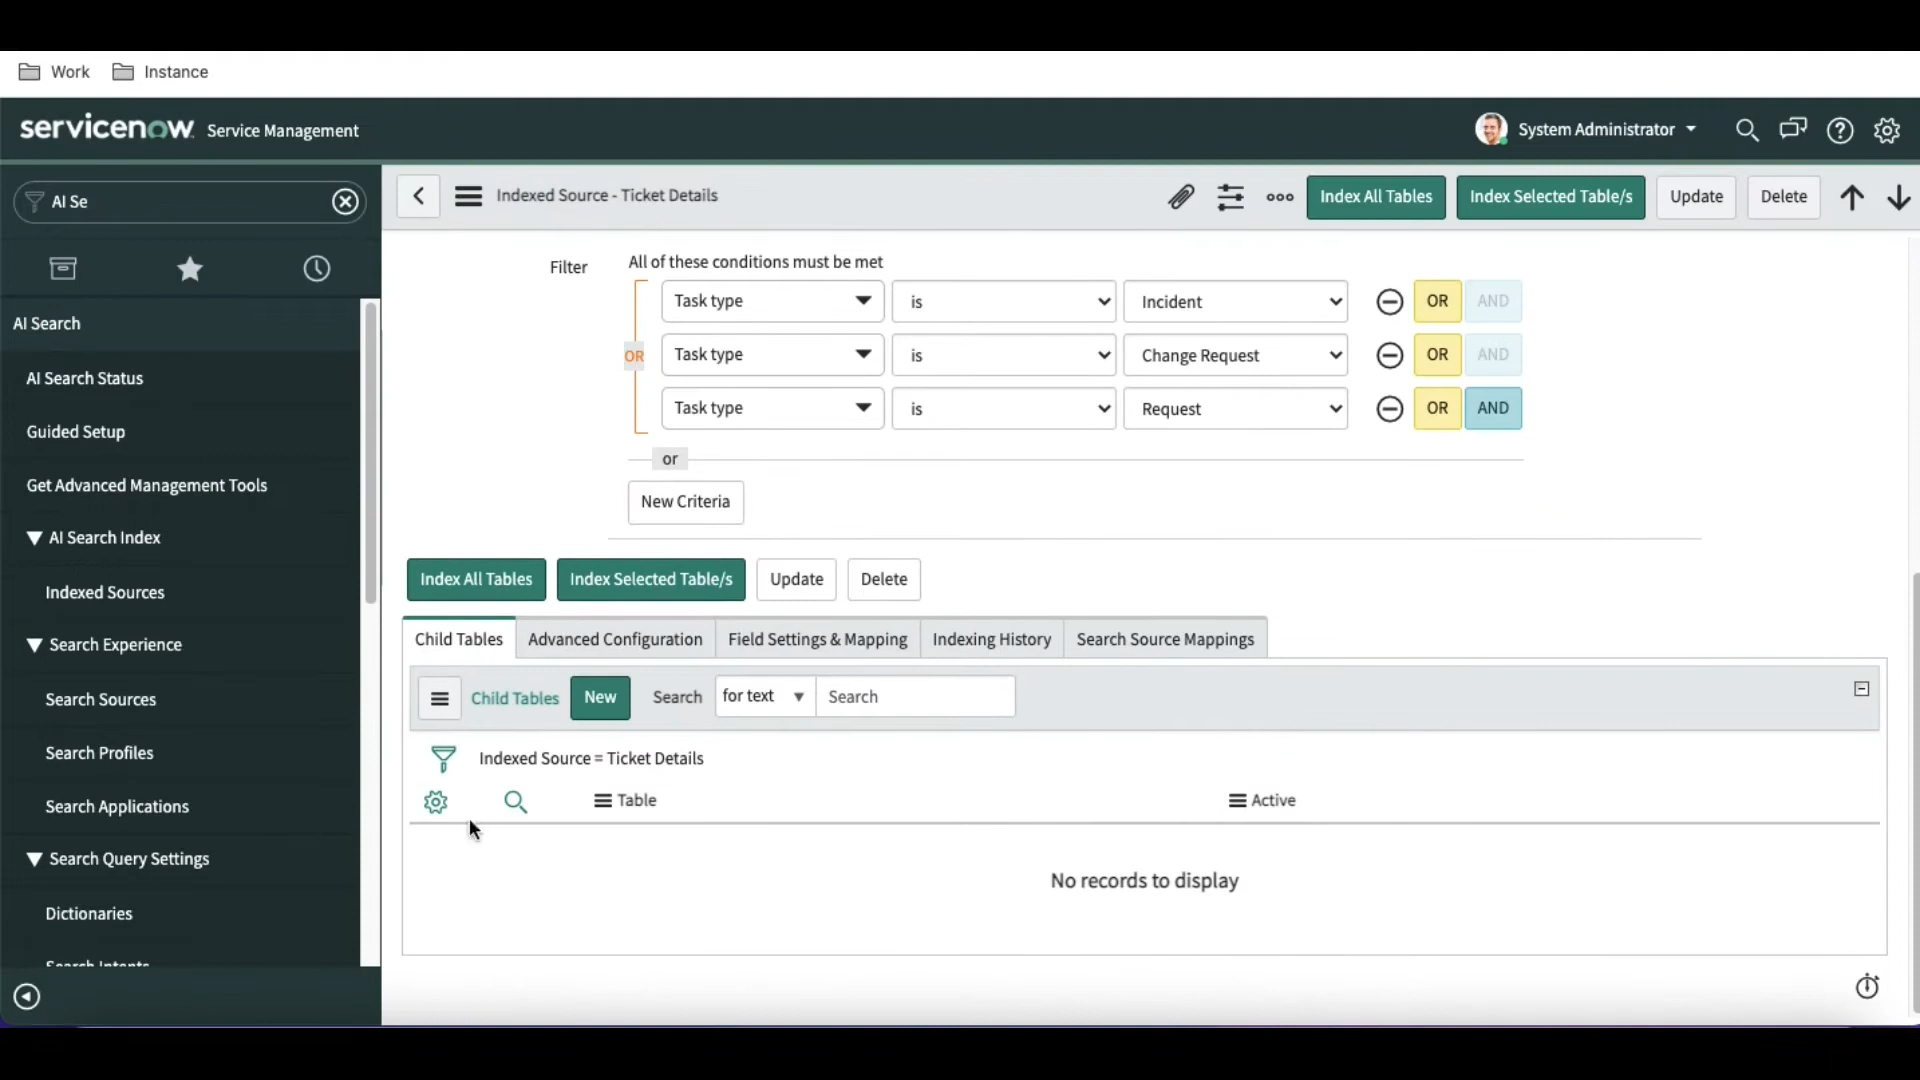 Work Instance
servicenow Service Management
System Administrator
AI Se
Indexed Source - Ticket Details
Index All Tables
Index Selected Table/s
Update
Delete
AI Search
AI Search Status
Guided Setup
Get Advanced Management Tools
AI Search Index
Indexed Sources
Search Experience
Search Sources
Search Profiles
Search Applications
Search Query Settings
Dictionaries
Search Intents
Filter
All of these conditions must be met
Task type is Incident OR AND
OR
Task type is Change Request OR AND
Task type is Request OR AND
or
New Criteria
Index All Tables Index Selected Table/s Update Delete
Child Tables Advanced Configuration Field Settings & Mapping Indexing History Search Source Mappings
Child Tables New Search for text Search
Indexed Source = Ticket Details
Table Active
No records to display